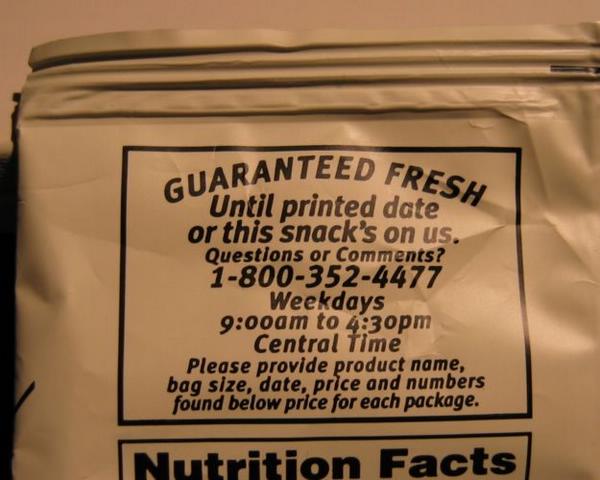 GUARANTEED FRESH
Until printed date
or this snack's on us.
Questions or Comments?
1-800-352-4477
Weekdays
9:00am to 4:30pm
Central Time
Please provide product name,
bag size, date, price and numbers
found below price for each package.
Nutrition Facts